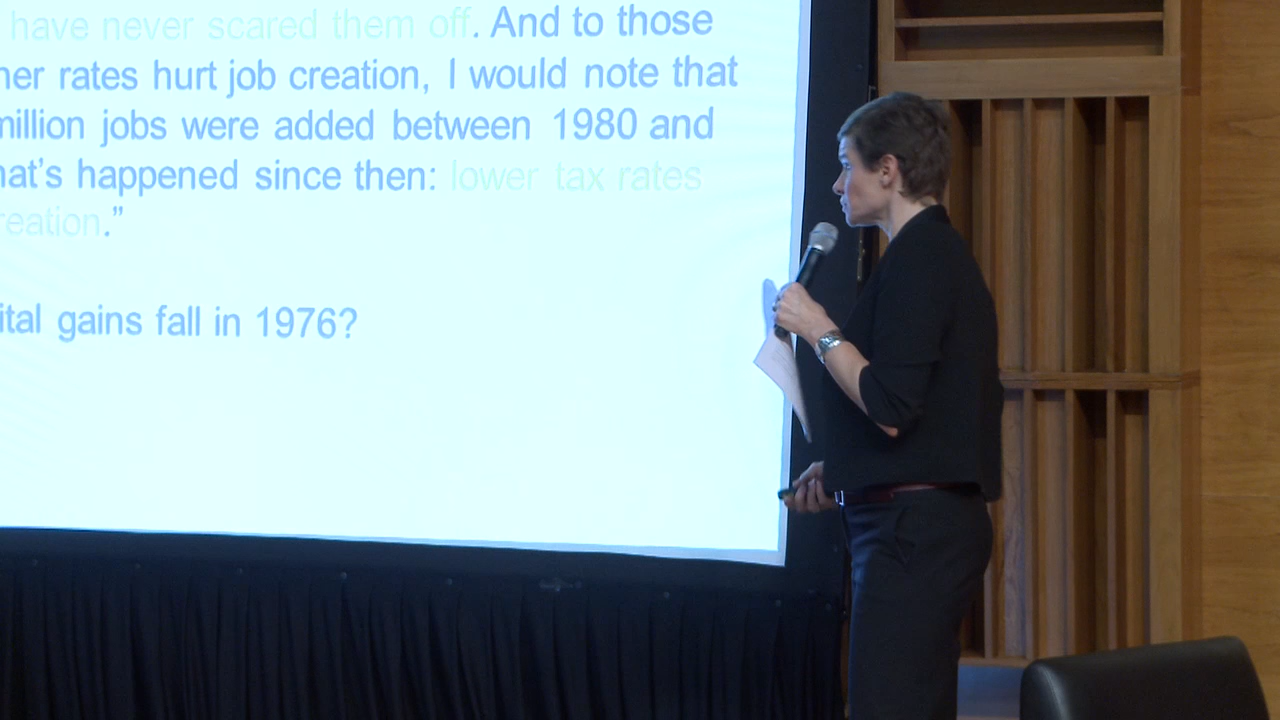 have never scared them off. And to those
her rates hurt job creation, I would note that
million jobs were added between 1980 and
hat's happened since then: lower tax rates
reation."
ital gains fall in 1976?